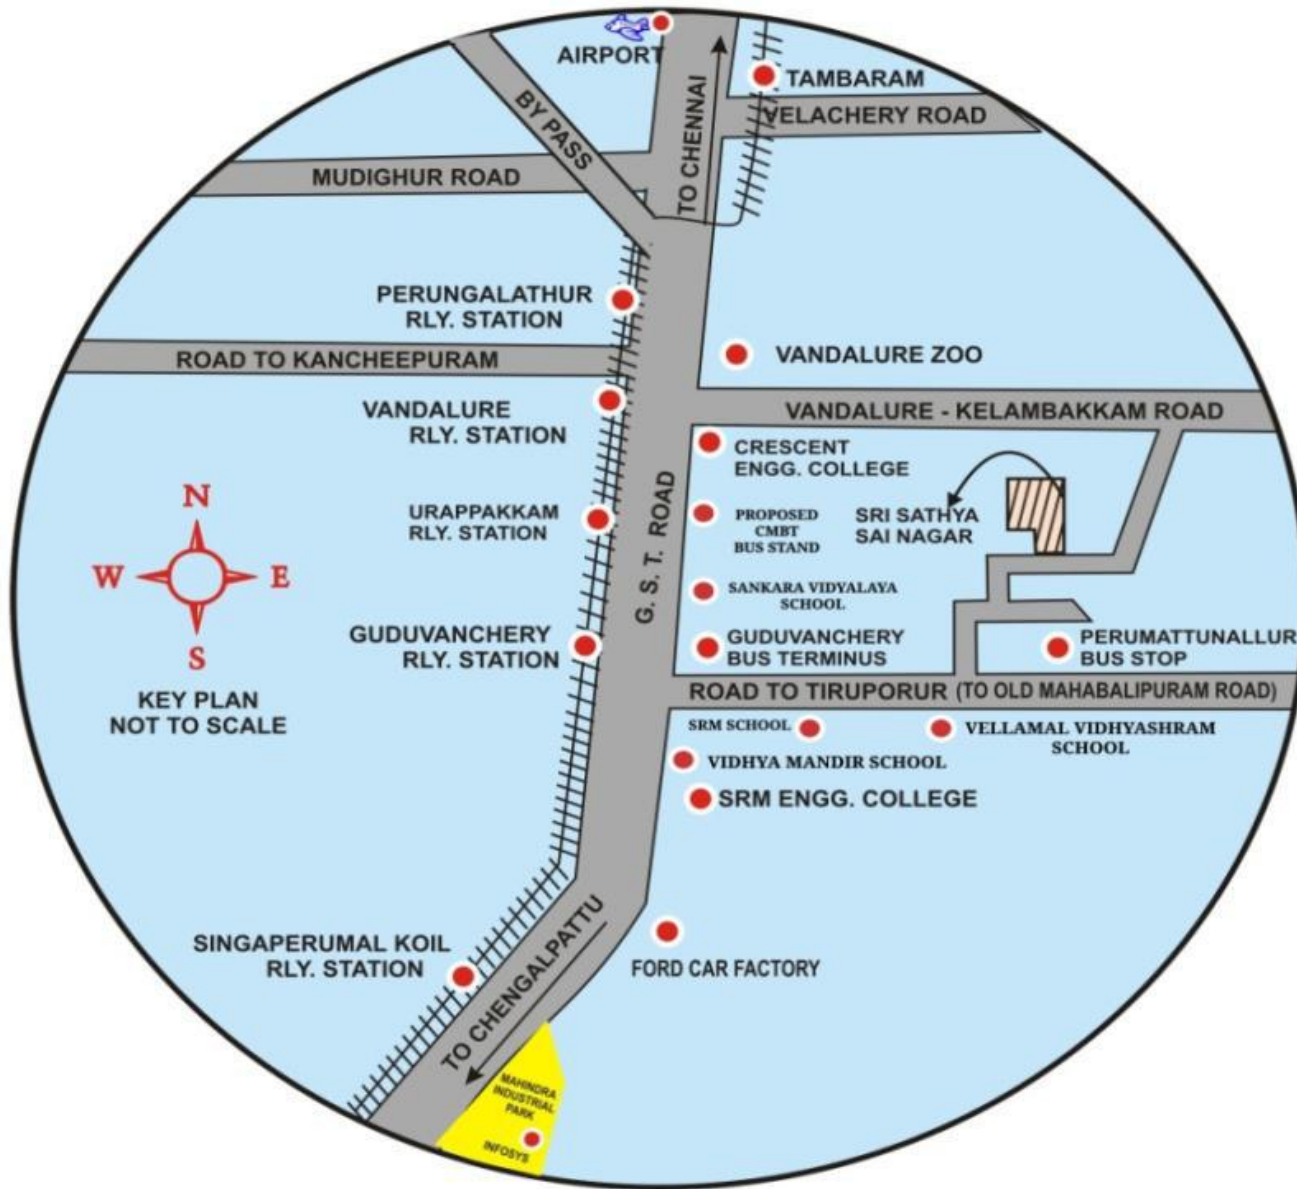 AIRPORT
TAMBARAM
BY PASS
TO CHENNAI
VELACHERY ROAD
MUDIGHUR ROAD
PERUNGALATHUR
RLY. STATION
ROAD TO KANCHEEPURAM
VANDALURE ZOO
VANDALURE
RLY. STATION
VANDALURE - KELAMBAKKAM ROAD
CRESCENT
ENGG. COLLEGE
URAPPAKKAM
RLY. STATION
G. S. T. ROAD
PROPOSED
CMBT
BUS STAND
SRI SATHYA
SAI NAGAR
N
W
E
S
KEY PLAN
NOT TO SCALE
SANKARA VIDYALAYA
SCHOOL
GUDUVANCHERY
RLY. STATION
GUDUVANCHERY
BUS TERMINUS
PERUMATTUNALLUR
BUS STOP
ROAD TO TIRUPORUR (TO OLD MAHABALIPURAM ROAD)
SRM SCHOOL
VELLAMAL VIDHYASHRAM
SCHOOL
VIDHYA MANDIR SCHOOL
SRM ENGG. COLLEGE
SINGAPERUMAL KOIL
RLY. STATION
TO CHENGALPATTU
FORD CAR FACTORY
MAHINDRA
INDUSTRIAL
PARK
INFOSYS